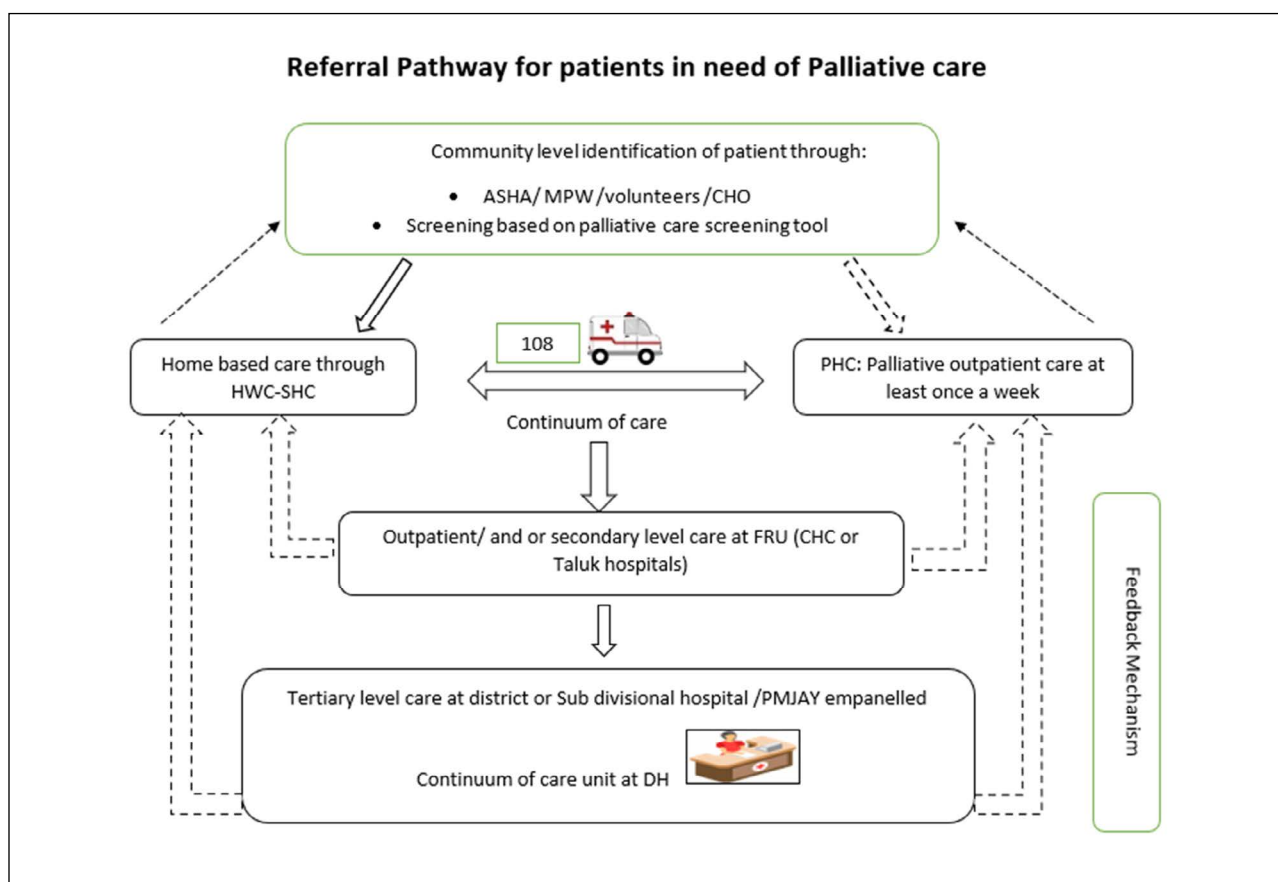 Referral Pathway for patients in need of Palliative care
Community level identification of patient through:
• ASHA/ MPW /volunteers /CHO
• Screening based on palliative care screening tool
108
Home based care through
HWC-SHC
PHC: Palliative outpatient care at
least once a week
Continuum of care
Outpatient/ and or secondary level care at FRU (CHC or
Taluk hospitals)
Feedback Mechanism
Tertiary level care at district or Sub divisional hospital /PMJAY empanelled
Continuum of care unit at DH